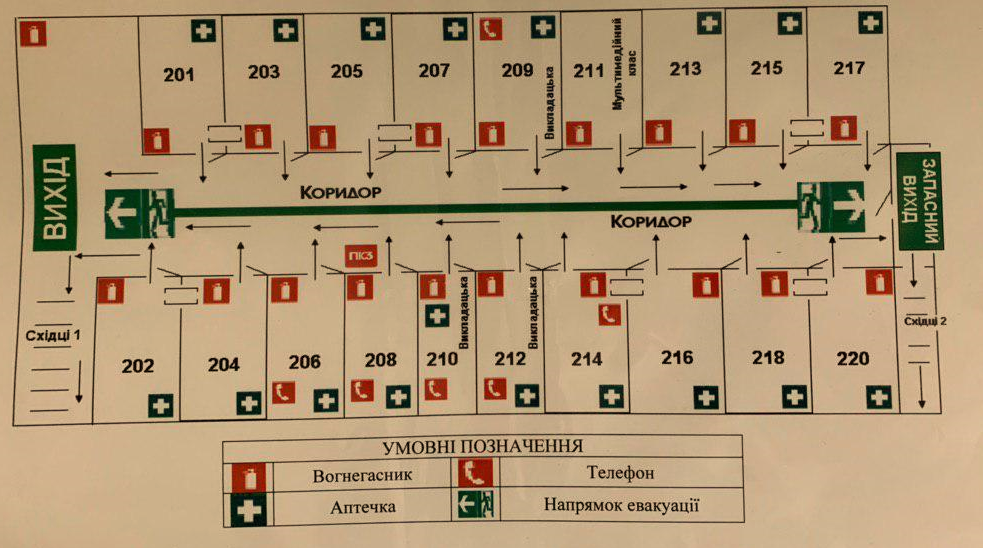 201
203
205
207
209
Викладацька
211
Мультимедійний
клас
213
215
217
ВИХІД
КОРИДОР
КОРИДОР
ЗАПАСНИЙ
ВИХІД
ПК3
Східці 1
Східці 2
202
204
206
208
210
Викладацька
212
Викладацька
214
216
218
220
УМОВНІ ПОЗНАЧЕННЯ
Вогнегасник
Телефон
Аптечка
Напрямок евакуації